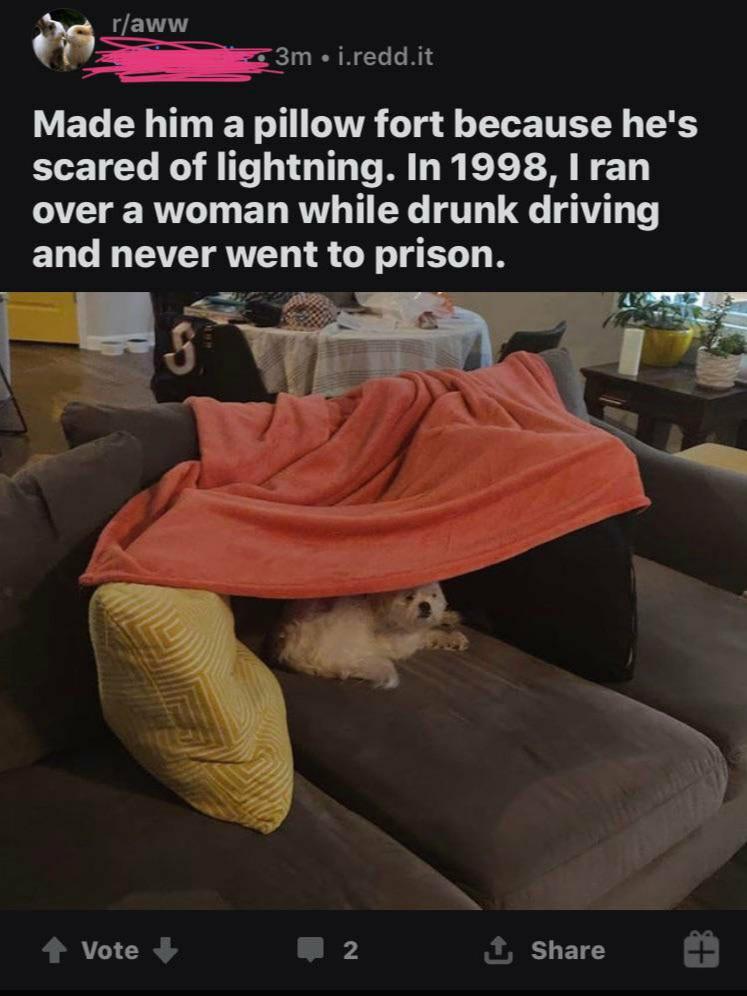 r/aww
• 3m • i.redd.it
Made him a pillow fort because he's
scared of lightning. In 1998, I ran
over a woman while drunk driving
and never went to prison.
S
Vote
2
Share